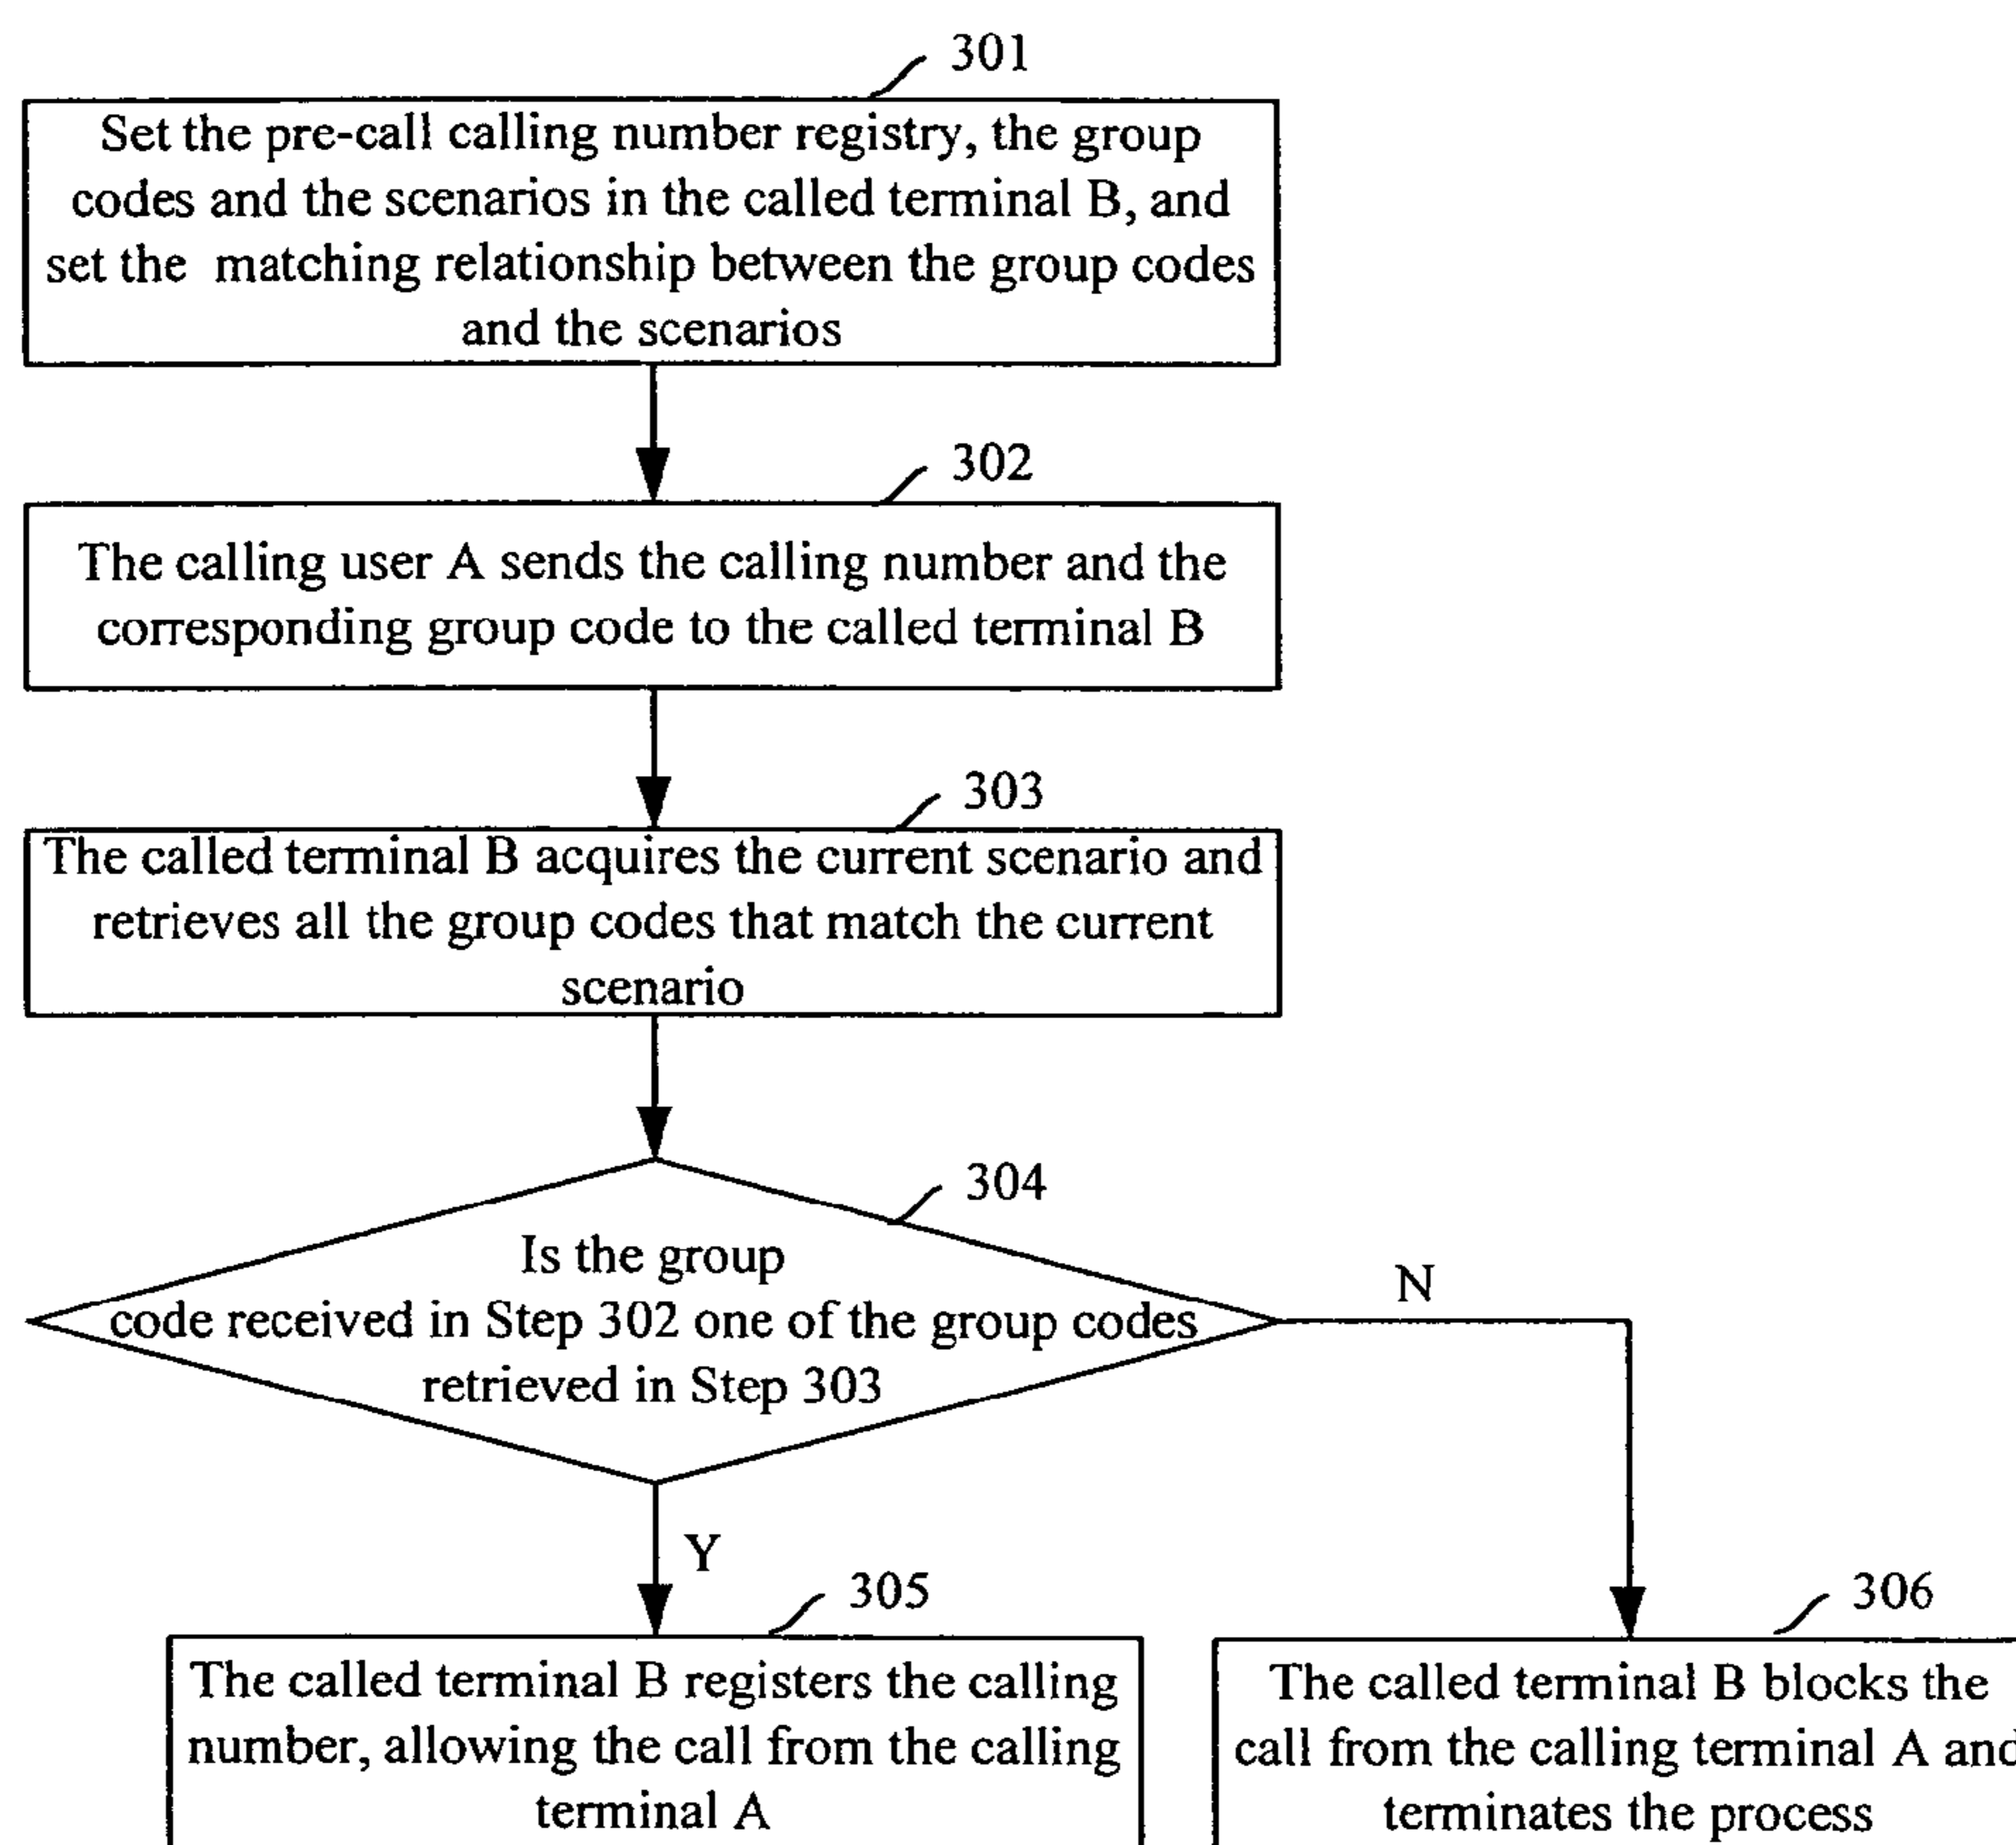 301
Set the pre-call calling number registry, the group
codes and the scenarios in the called terminal B, and
set the matching relationship between the group codes
and the scenarios
302
The calling user A sends the calling number and the
corresponding group code to the called terminal B
303
The called terminal B acquires the current scenario and
retrieves all the group codes that match the current
scenario
304
Is the group
code received in Step 302 one of the group codes
retrieved in Step 303
N
Y
305
The called terminal B registers the calling
number, allowing the call from the calling
terminal A
306
The called terminal B blocks the
call from the calling terminal A and
terminates the process